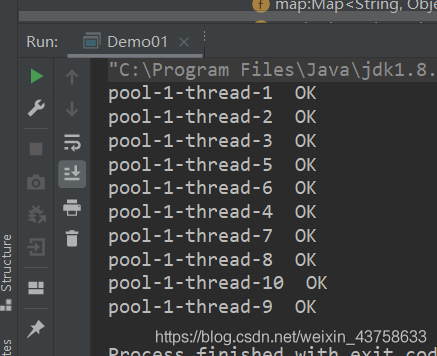 map:Map<String, Obje
Run: Demo01
"C:\Program Files\Java\jdk1.8.
pool-1-thread-1 OK
pool-1-thread-2 OK
pool-1-thread-3 OK
pool-1-thread-5 OK
pool-1-thread-6 OK
pool-1-thread-4 OK
pool-1-thread-7 OK
pool-1-thread-8 OK
pool-1-thread-10 OK
pool-1-thread-9 OK
Structure
https://blog.csdn.net/weixin_43758633
Process finished with exit cod